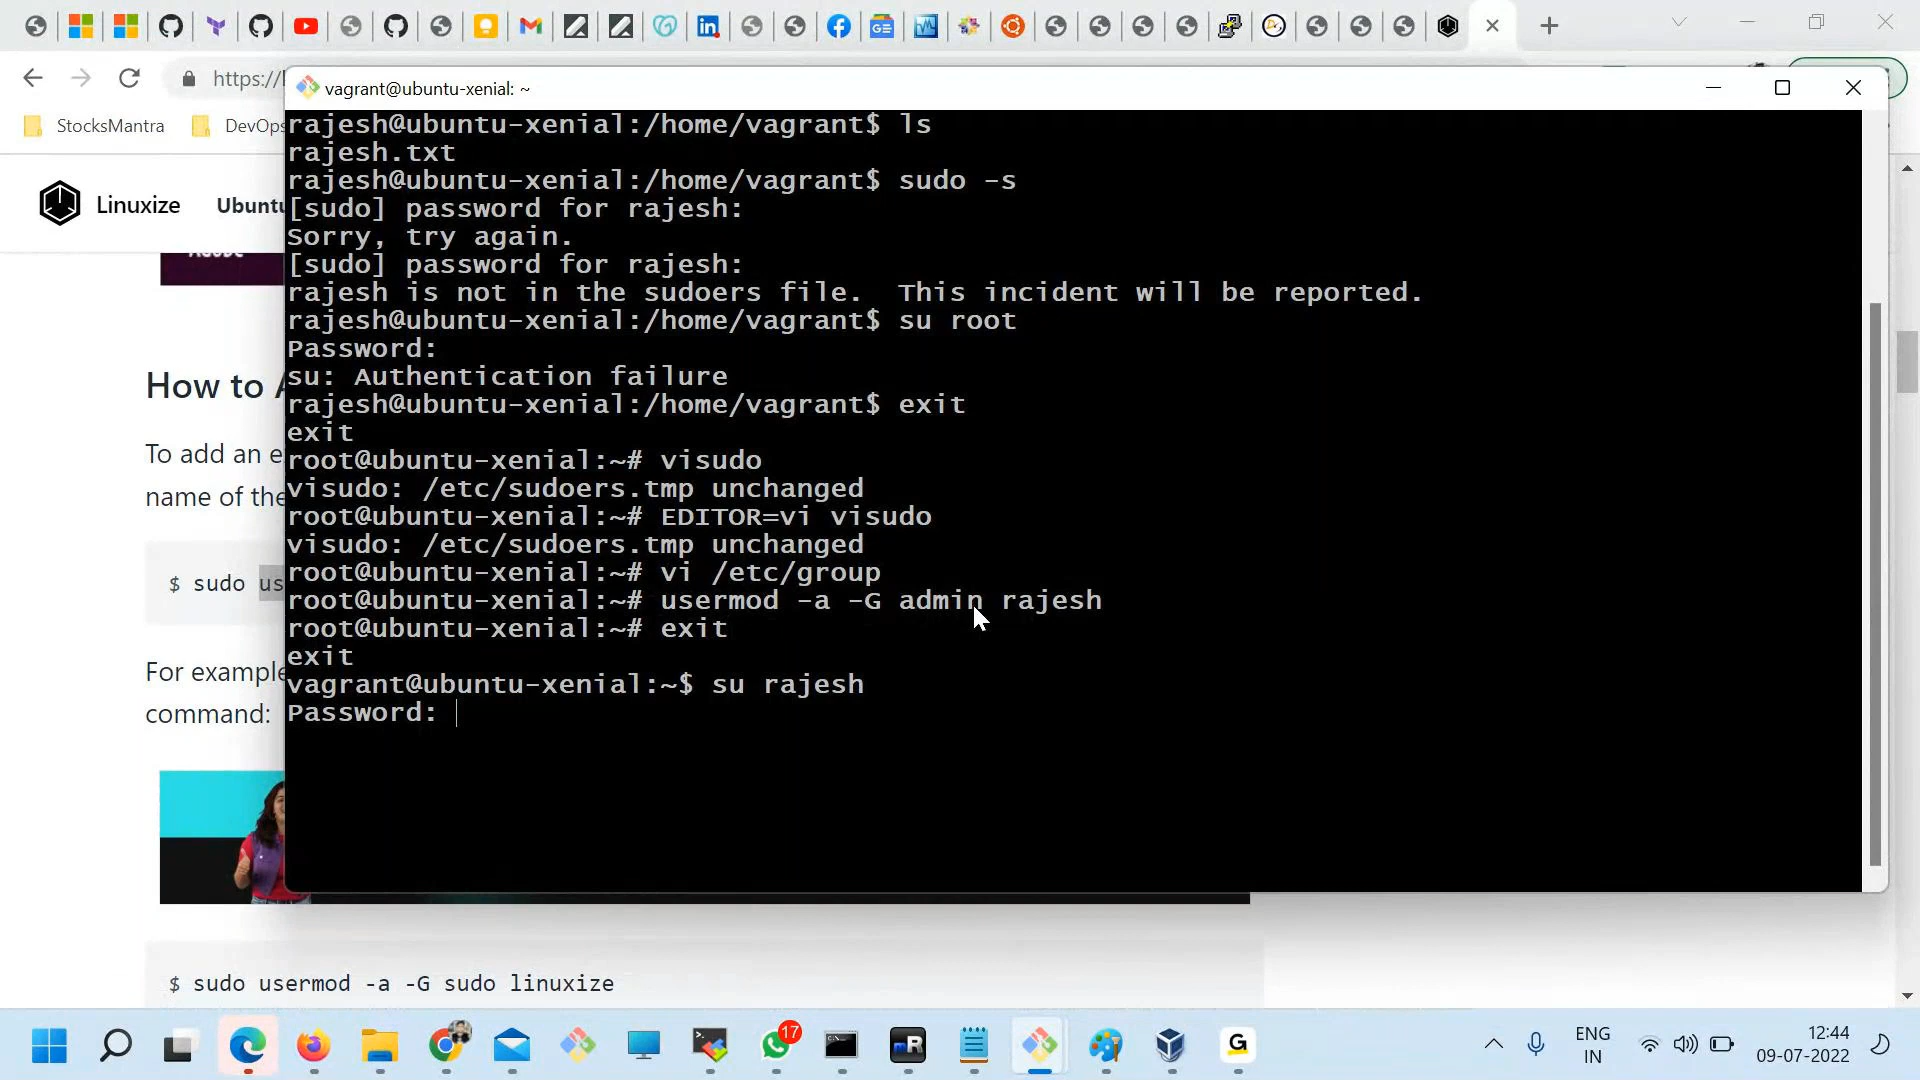 https://
StocksMantra
DevOps
Linuxize
Ubuntu
How to A
To add an e
name of the
$ sudo us
For example
command:
vagrant@ubuntu-xenial: ~
rajesh@ubuntu-xenial:/home/vagrant$ ls
rajesh.txt
rajesh@ubuntu-xenial:/home/vagrant$ sudo -s
[sudo] password for rajesh:
Sorry, try again.
[sudo] password for rajesh:
rajesh is not in the sudoers file.  This incident will be reported.
rajesh@ubuntu-xenial:/home/vagrant$ su root
Password:
su: Authentication failure
rajesh@ubuntu-xenial:/home/vagrant$ exit
exit
root@ubuntu-xenial:~# visudo
visudo: /etc/sudoers.tmp unchanged
root@ubuntu-xenial:~# EDITOR=vi visudo
visudo: /etc/sudoers.tmp unchanged
root@ubuntu-xenial:~# vi /etc/group
root@ubuntu-xenial:~# usermod -a -G admin rajesh
root@ubuntu-xenial:~# exit
exit
vagrant@ubuntu-xenial:~$ su rajesh
Password:
$ sudo usermod -a -G sudo linuxize
17
ENG
IN
12:44
09-07-2022